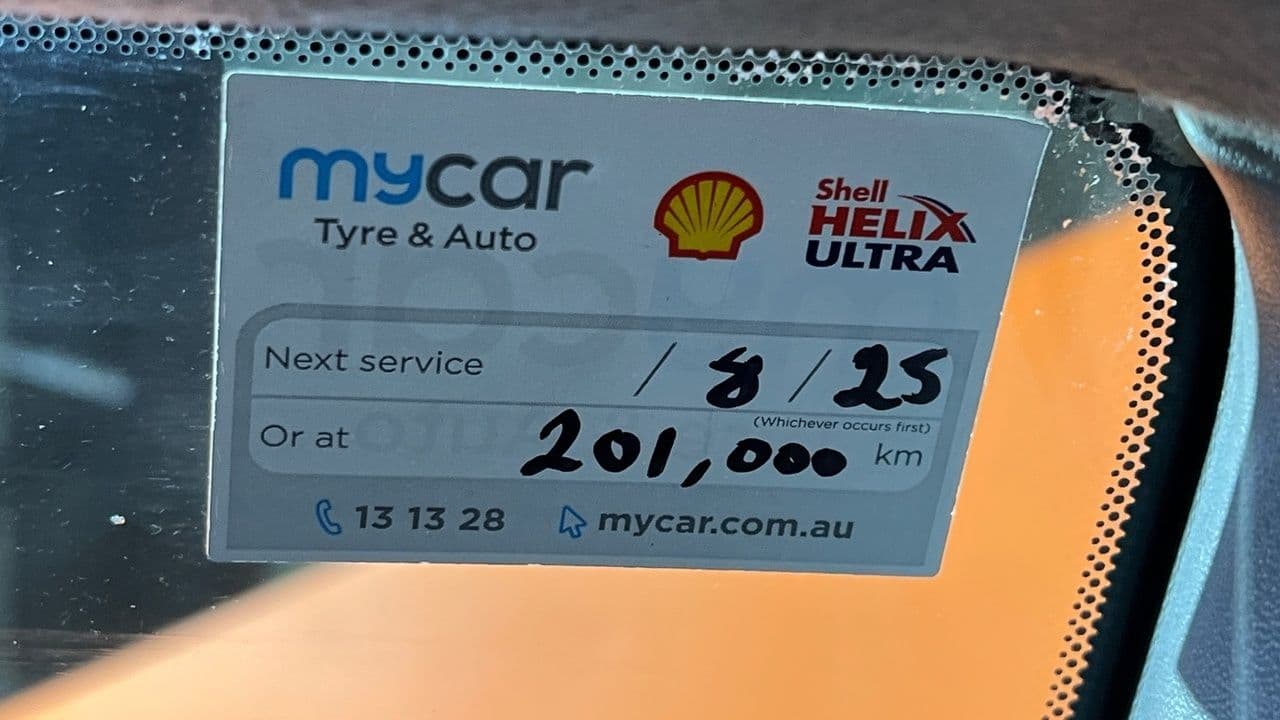 mycar
Tyre & Auto
Shell
HELIX
ULTRA
Next service / 8 / 25
(Whichever occurs first)
Or at 201,000 km
13 13 28 mycar.com.au